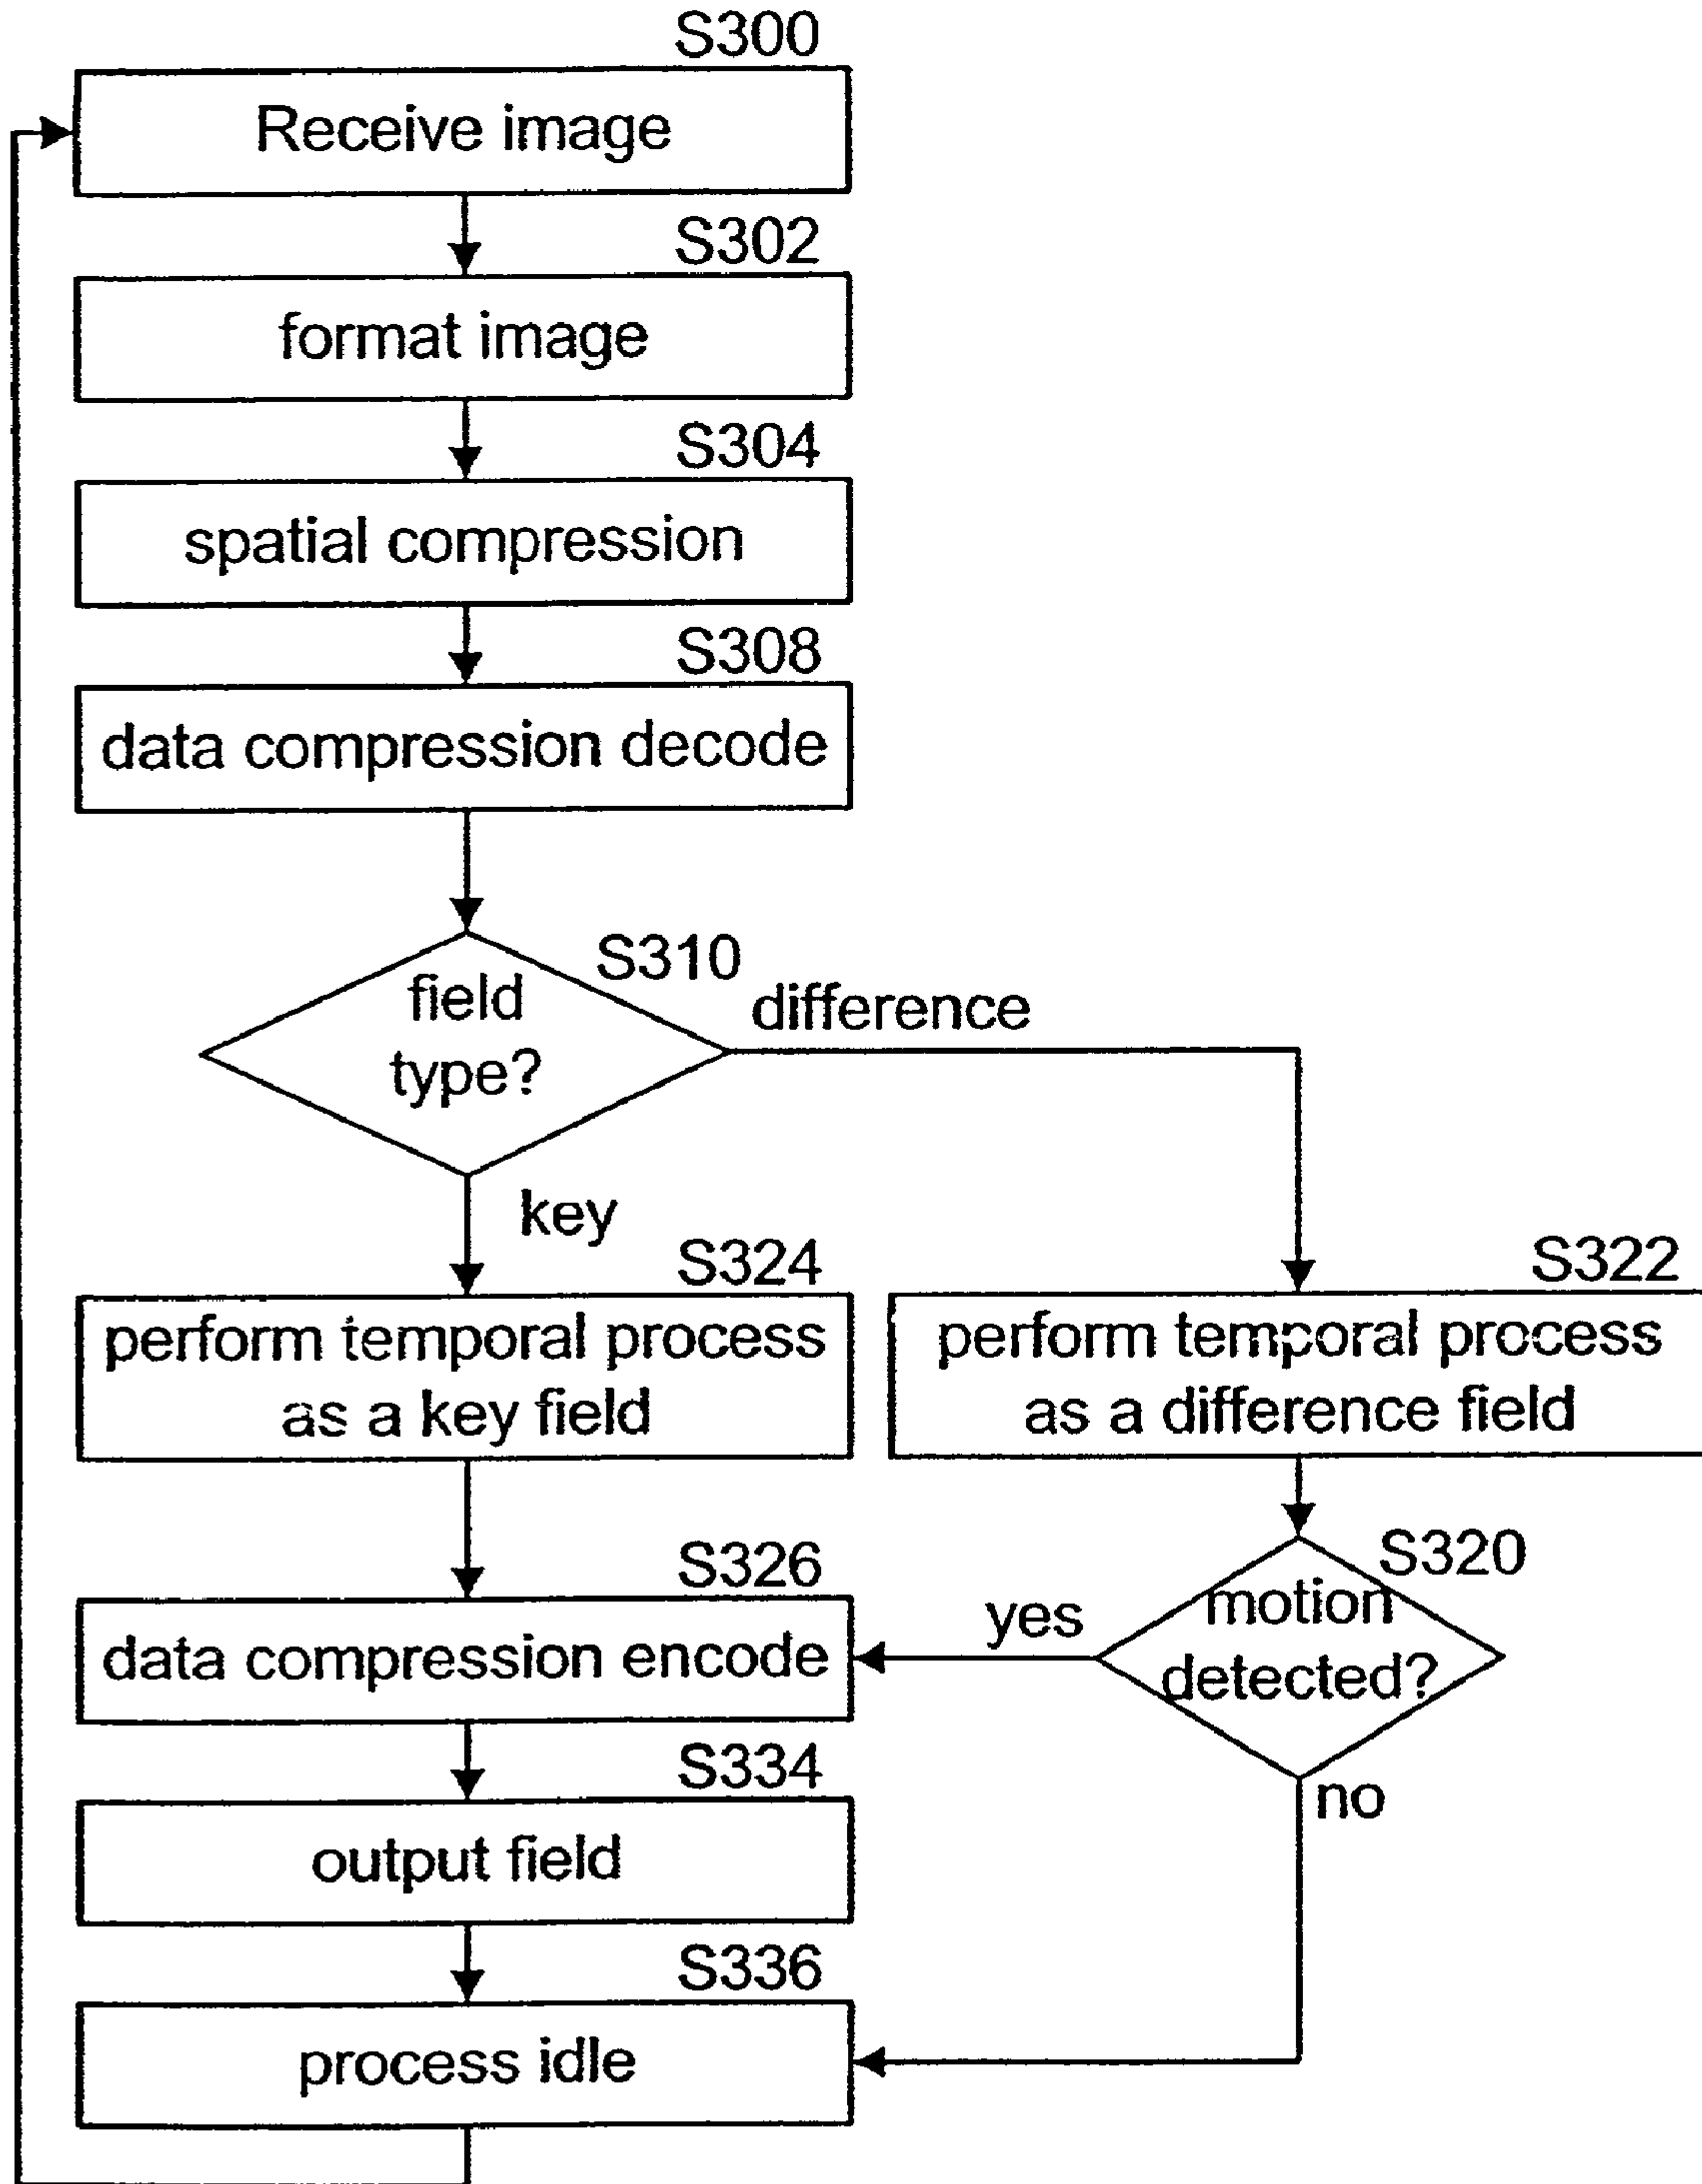 S300
Receive image
S302
format image
S304
spatial compression
S308
data compression decode
S310
field
type?
difference
key
S324
perform temporal process
as a key field
S322
perform temporal process
as a difference field
S320
motion
detected?
yes
no
S326
data compression encode
S334
output field
S336
process idle